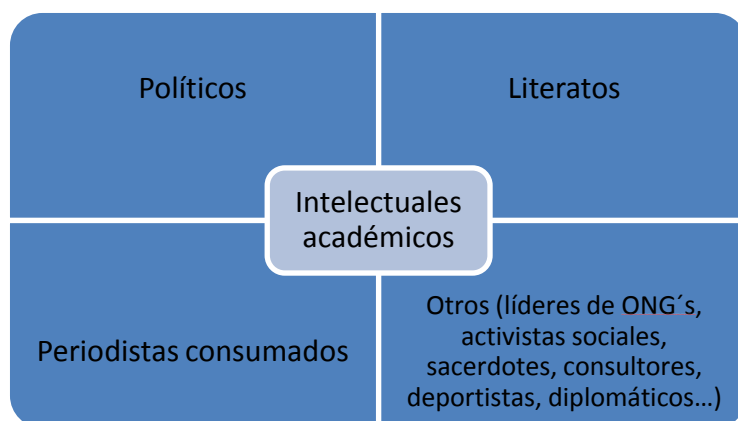 Políticos
Literatos
Intelectuales
académicos
Periodistas consumados
Otros (líderes de ONG´s,
activistas sociales,
sacerdotes, consultores,
deportistas, diplomáticos...)